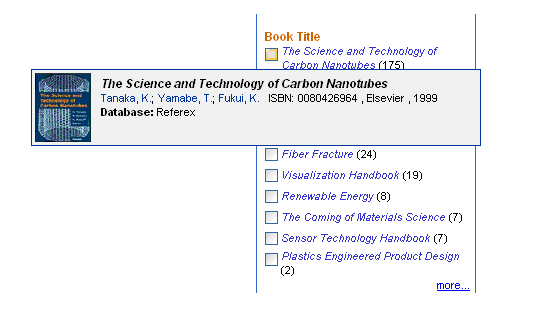 Book Title
The Science and Technology of
Carbon Nanotubes (175)
The Science and
Technology of
Carbon Nanotubes
The Science and Technology of Carbon Nanotubes
Tanaka, K.; Yamabe, T.; Fukui, K. ISBN: 0080426964 , Elsevier , 1999
Database: Referex
Fiber Fracture (24)
Visualization Handbook (19)
Renewable Energy (8)
The Coming of Materials Science (7)
Sensor Technology Handbook (7)
Plastics Engineered Product Design
(2)
more...